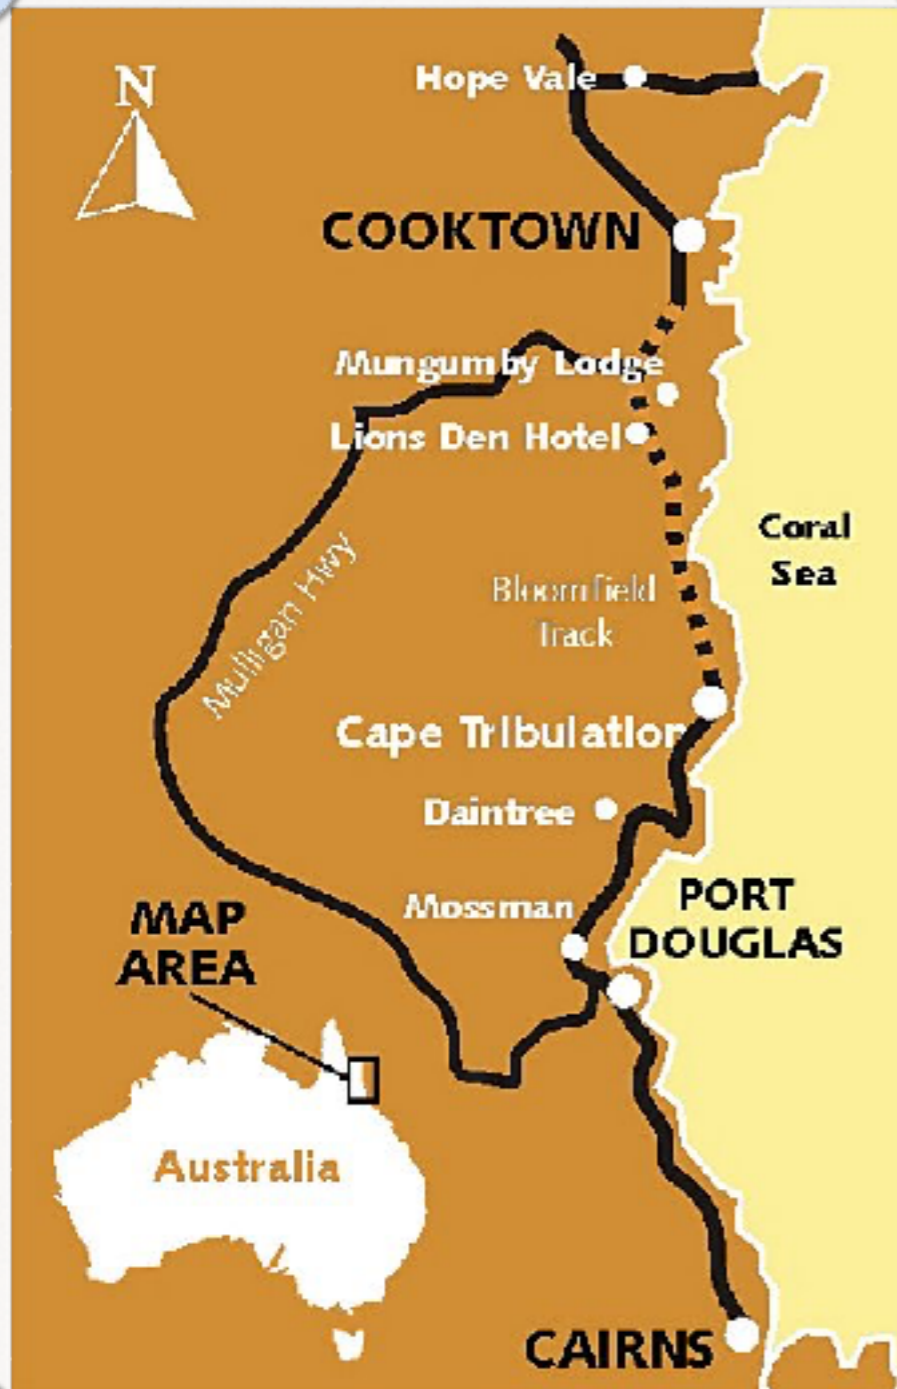 N
Hope Vale
COOKTOWN
Mungumby Lodge
Lions Den Hotel
Coral
Sea
Mulligan Hwy
Bloomfield
Track
Cape Tribulation
Daintree
Mossman
PORT
DOUGLAS
MAP
AREA
Australia
CAIRNS